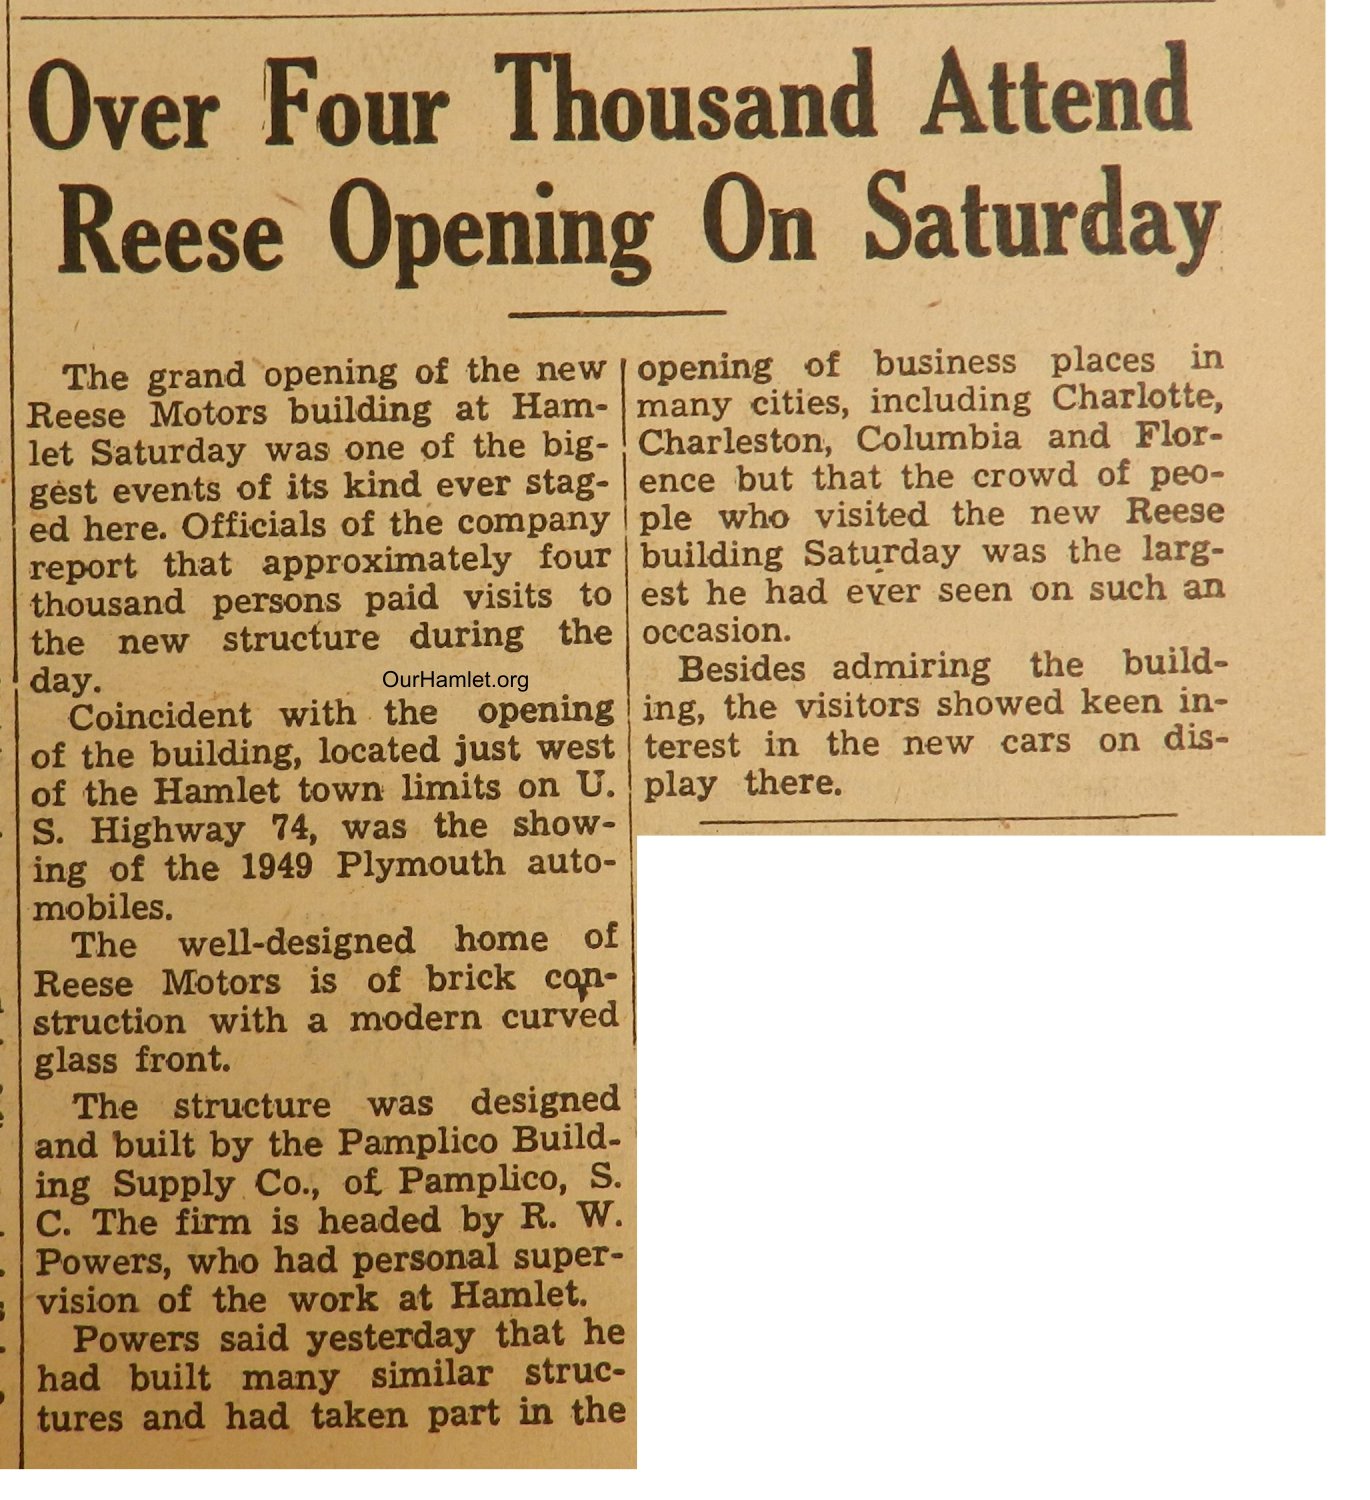 Over Four Thousand Attend
Reese Opening On Saturday
The grand opening of the new
Reese Motors building at Ham-
let Saturday was one of the big-
gest events of its kind ever stag-
ed here. Officials of the company
report that approximately four
thousand persons paid visits to
the new structure during the
day.
OurHamlet.org
Coincident with the opening
of the building, located just west
of the Hamlet town limits on U.
S. Highway 74, was the show-
ing of the 1949 Plymouth auto-
mobiles.
The well-designed home of
Reese Motors is of brick con-
struction with a modern curved
glass front.
The structure was designed
and built by the Pamplico Build-
ing Supply Co., of Pamplico, S.
C. The firm is headed by R. W.
Powers, who had personal super-
vision of the work at Hamlet.
Powers said yesterday that he
had built many similar struc-
tures and had taken part in the
opening of business places in
many cities, including Charlotte,
Charleston, Columbia and Flor-
ence but that the crowd of peo-
ple who visited the new Reese
building Saturday was the larg-
est he had ever seen on such an
occasion.
Besides admiring the build-
ing, the visitors showed keen in-
terest in the new cars on dis-
play there.